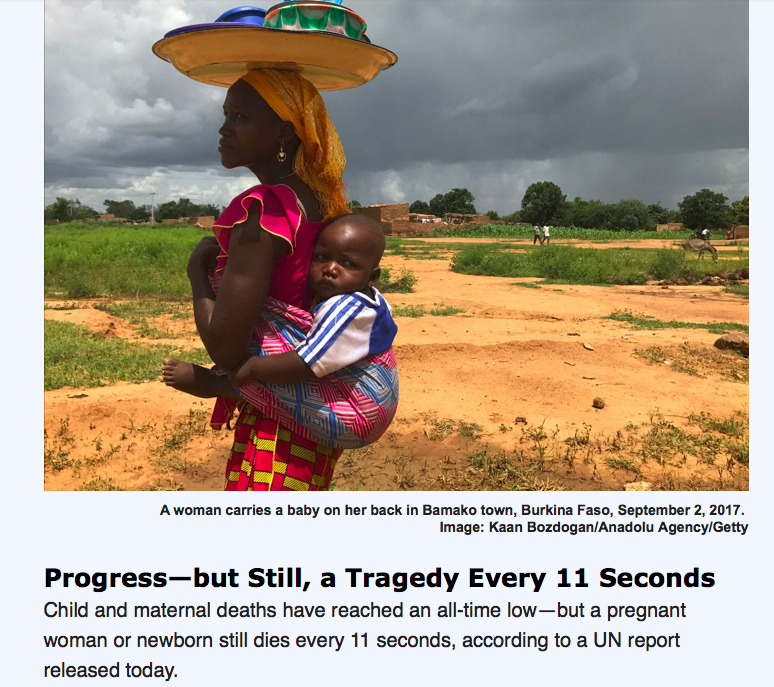 A woman carries a baby on her back in Bamako town, Burkina Faso, September 2, 2017.
Image: Kaan Bozdogan/Anadolu Agency/Getty
Progress—but Still, a Tragedy Every 11 Seconds
Child and maternal deaths have reached an all-time low—but a pregnant
woman or newborn still dies every 11 seconds, according to a UN report
released today.